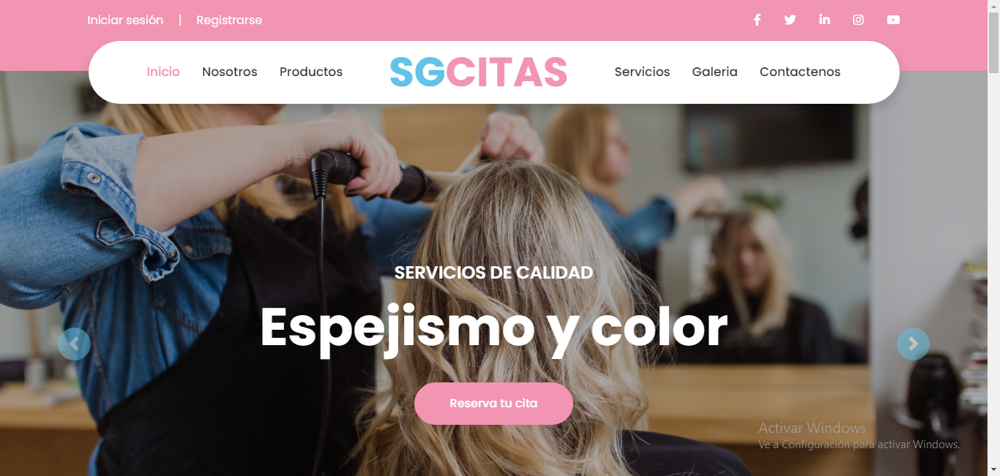 Iniciar sesión | Registrarse
Inicio Nosotros Productos SGCITAS Servicios Galeria Contactenos
SERVICIOS DE CALIDAD
Espejismo y color
Reserva tu cita
Activar Windows
Ve a Configuración para activar Windows.